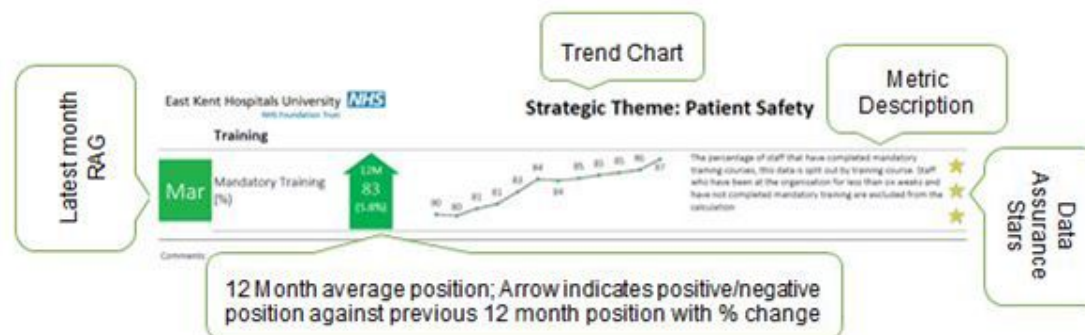 Trend Chart
Metric
Description
Latest month
RAG
East Kent Hospitals University NHS
NHS Foundation Trust
Strategic Theme: Patient Safety
Training
Mar
Mandatory Training
(%)
12M
83
(5.8%)
80 80 81 81 83 84 84 85 85 85 86 87
The percentage of staff that have completed mandatory
training courses, this data is split out by training course. Staff
who have been at the organisation for less than six weeks and
have not completed mandatory training are excluded from the
calculation
Data
Assurance
Stars
Comments:
12 Month average position; Arrow indicates positive/negative
position against previous 12 month position with % change